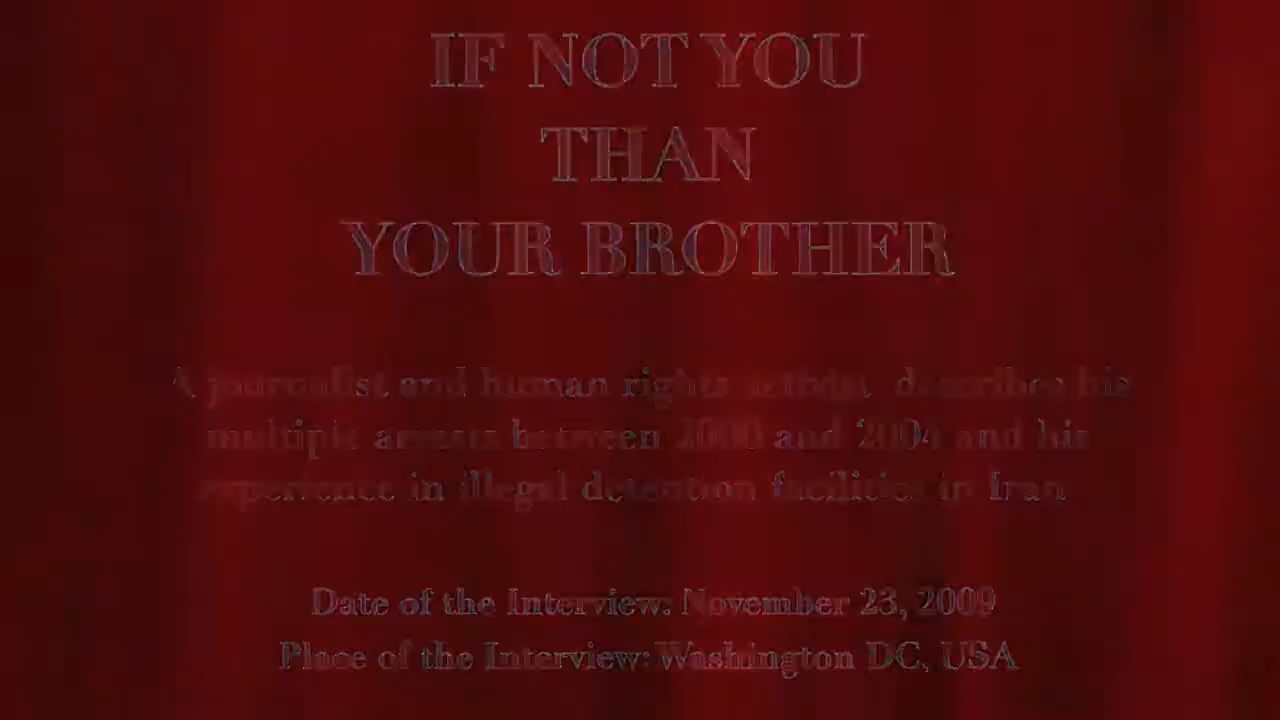 IF NOT YOU
THAN
YOUR BROTHER
A journalist and human rights activist, describes his
multiple arrests between 2000 and 2004 and his
experience in illegal detention facilities in Iran
Date of the Interview: November 23, 2009
Place of the Interview: Washington DC, USA